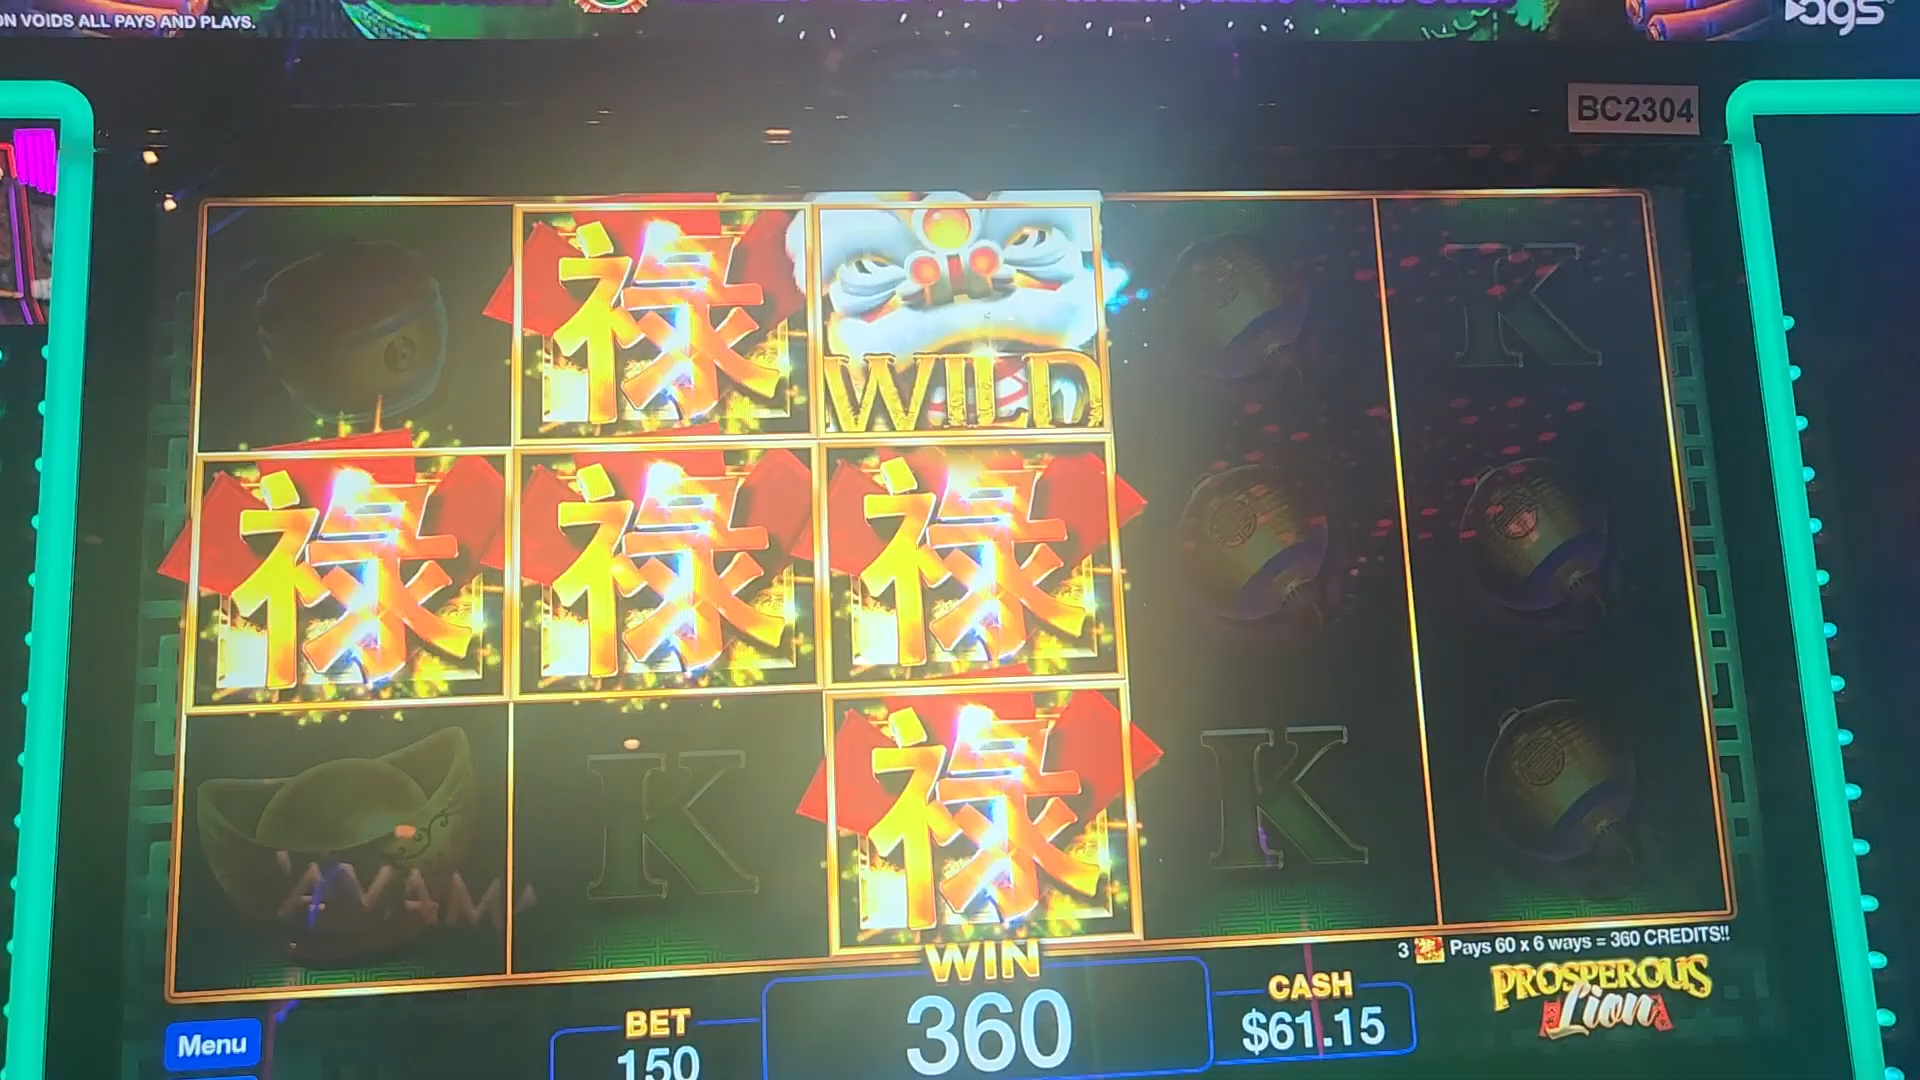 ON VOIDS ALL PAYS AND PLAYS.
ags
BC2304
禄
WILD
K
禄 禄 禄
K
禄
K
WIN
3 Pays 60 x 6 ways = 360 CREDITS!!
PROSPEROUS
Lion
Menu
BET
150
360
CASH
$61.15